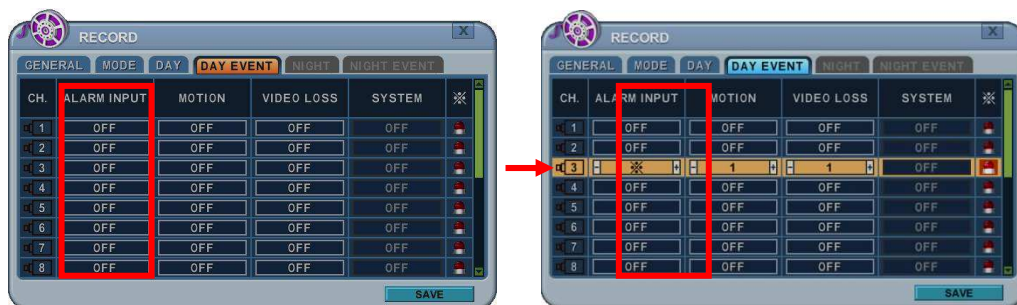 RECORD
X
GENERAL MODE DAY DAY EVENT NIGHT NIGHT EVENT
CH. ALARM INPUT MOTION VIDEO LOSS SYSTEM ※
1 OFF OFF OFF OFF
2 OFF OFF OFF OFF
3 OFF OFF OFF OFF
4 OFF OFF OFF OFF
5 OFF OFF OFF OFF
6 OFF OFF OFF OFF
7 OFF OFF OFF OFF
8 OFF OFF OFF OFF
SAVE
RECORD
X
GENERAL MODE DAY DAY EVENT NIGHT NIGHT EVENT
CH. ALARM INPUT MOTION VIDEO LOSS SYSTEM ※
1 OFF OFF OFF OFF
2 OFF OFF OFF OFF
3 - ※ + - 1 + - 1 + OFF
4 OFF OFF OFF OFF
5 OFF OFF OFF OFF
6 OFF OFF OFF OFF
7 OFF OFF OFF OFF
8 OFF OFF OFF OFF
SAVE